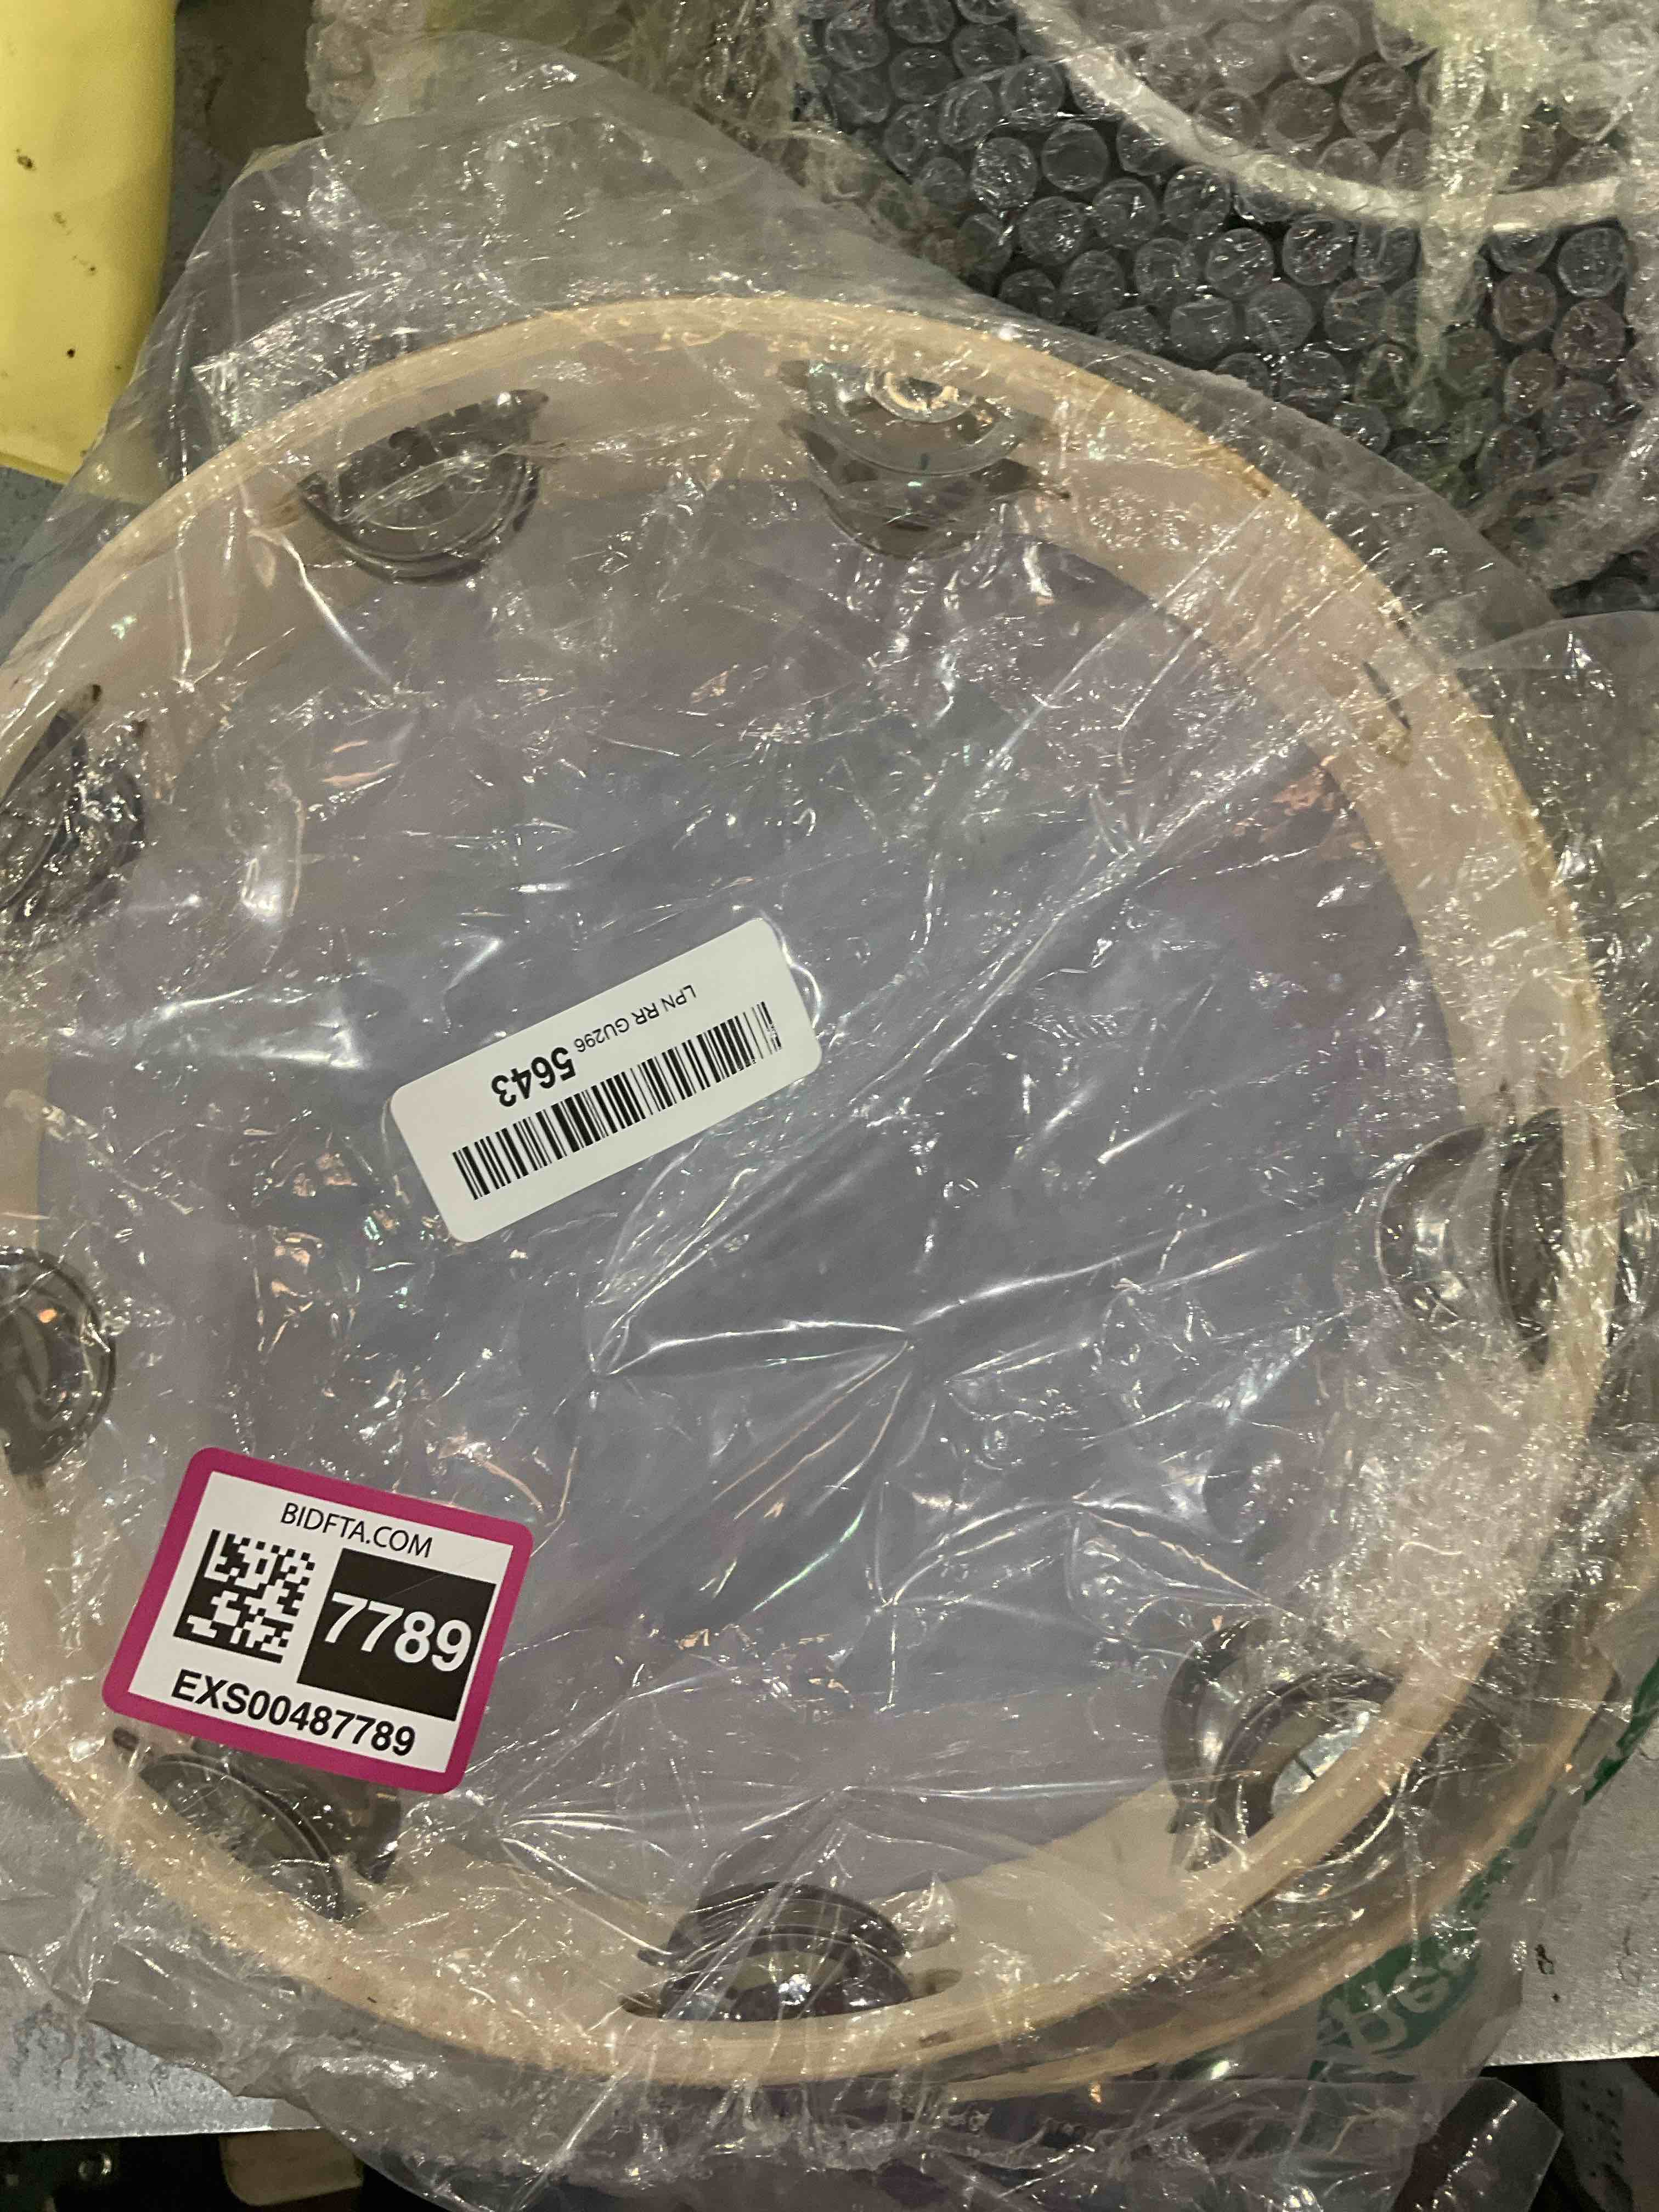 LPN RR GU296 5643
BIDFTA.COM
7789
EXS00487789